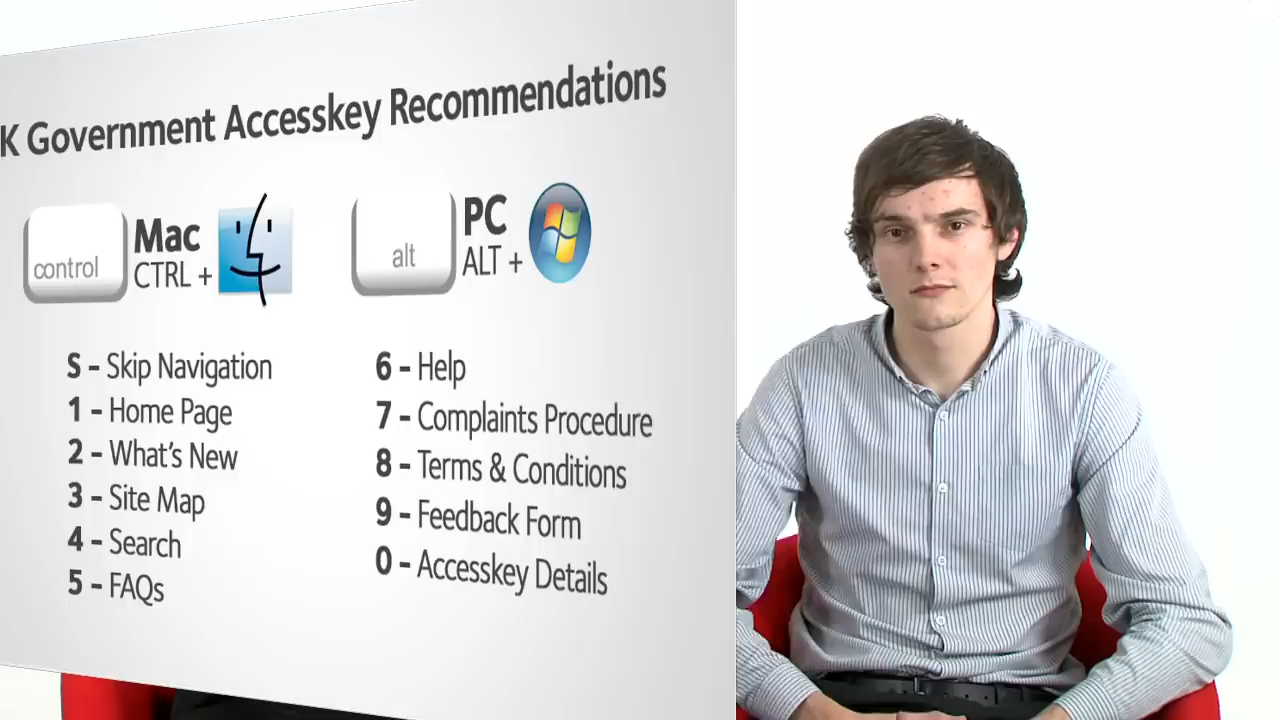 K Government Accesskey Recommendations
control
Mac
CTRL +
alt
PC
ALT +
S – Skip Navigation
1 – Home Page
2 – What's New
3 – Site Map
4 – Search
5 – FAQs
6 – Help
7 – Complaints Procedure
8 – Terms & Conditions
9 – Feedback Form
0 – Accesskey Details